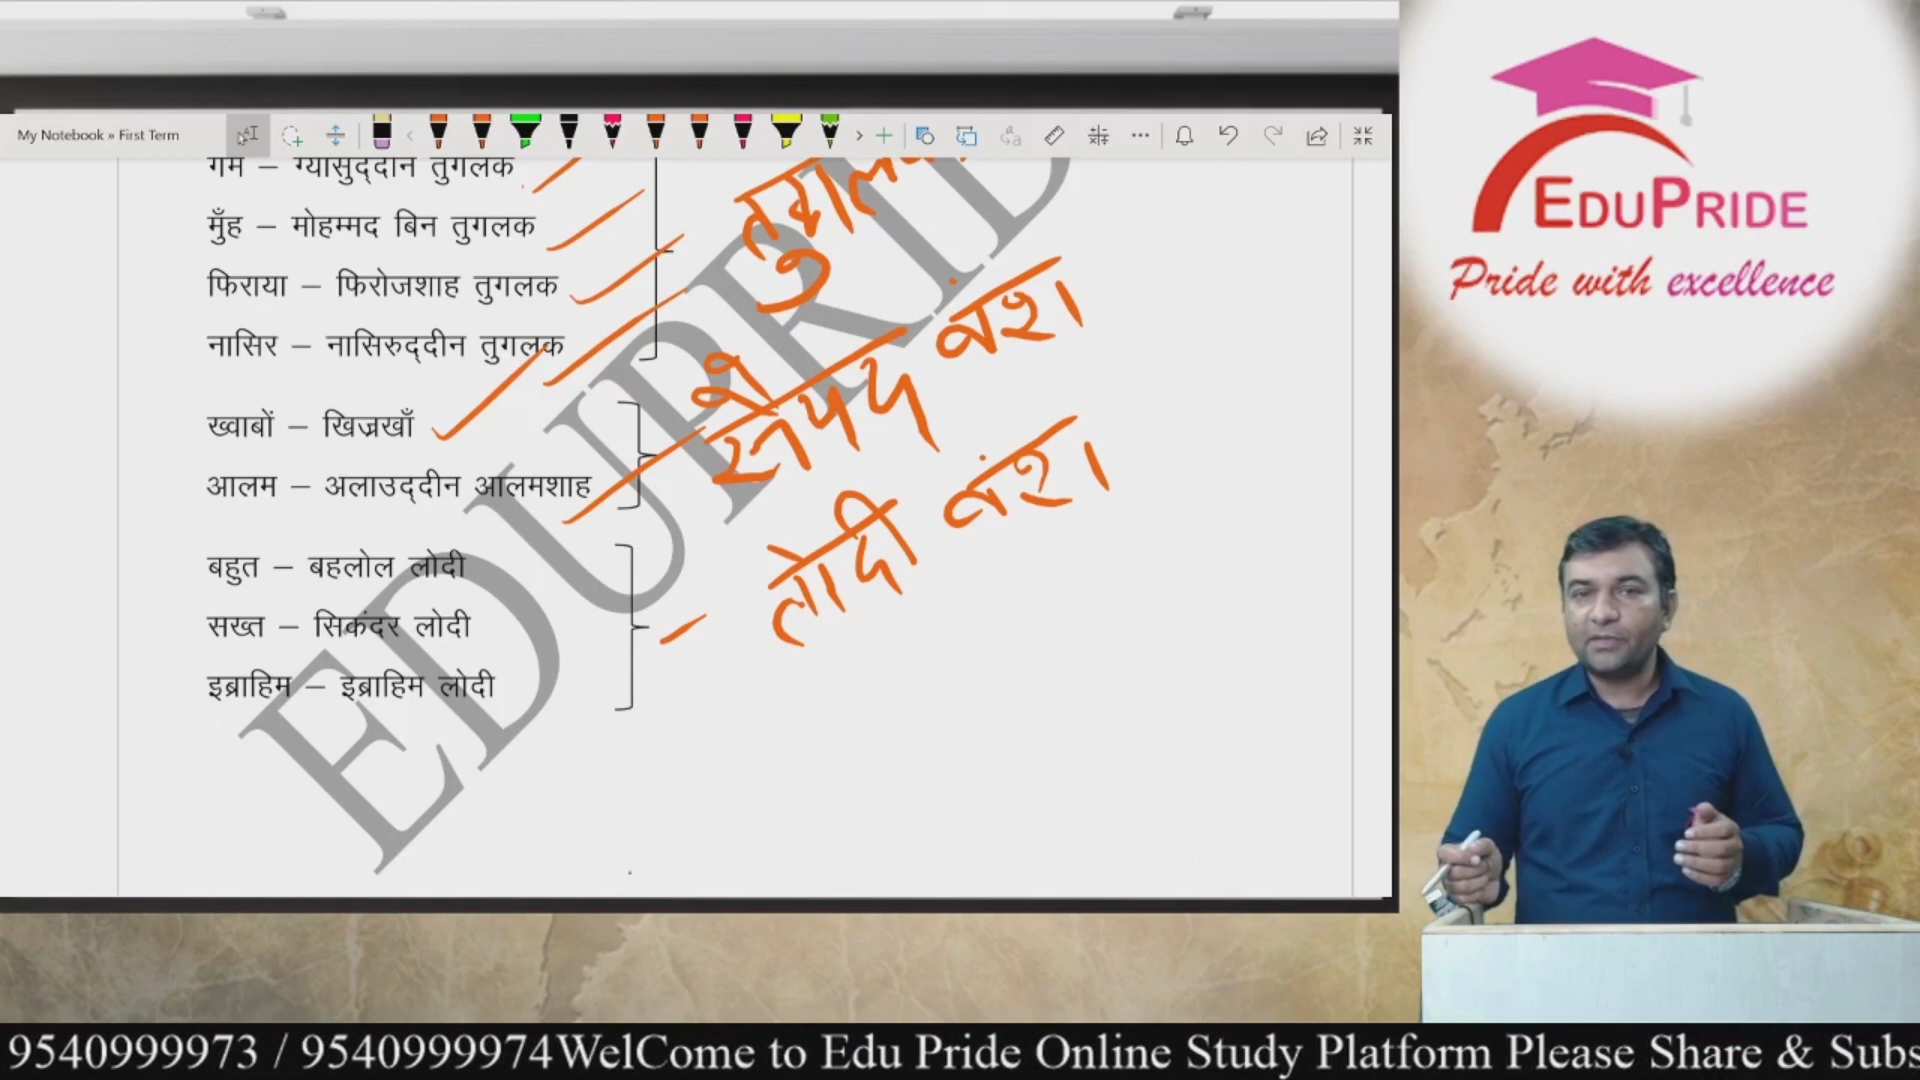 My Notebook » First Term
गम – ग्यासुद्दीन तुगलक
मुँह – मोहम्मद बिन तुगलक
फिराया – फिरोजशाह तुगलक
नासिर – नासिरुद्दीन तुगलक
ख्वाबों – खिज्रखाँ
आलम – अलाउद्दीन आलमशाह
बहुत – बहलोल लोदी
सख्त – सिकंदर लोदी
इब्राहिम – इब्राहिम लोदी
तुगलक
सैयद वंश।
लोदी वंश।
EDUPRID
EDUPRIDE
Pride with excellence
9540999973 / 9540999974WelCome to Edu Pride Online Study Platform Please Share & Subs